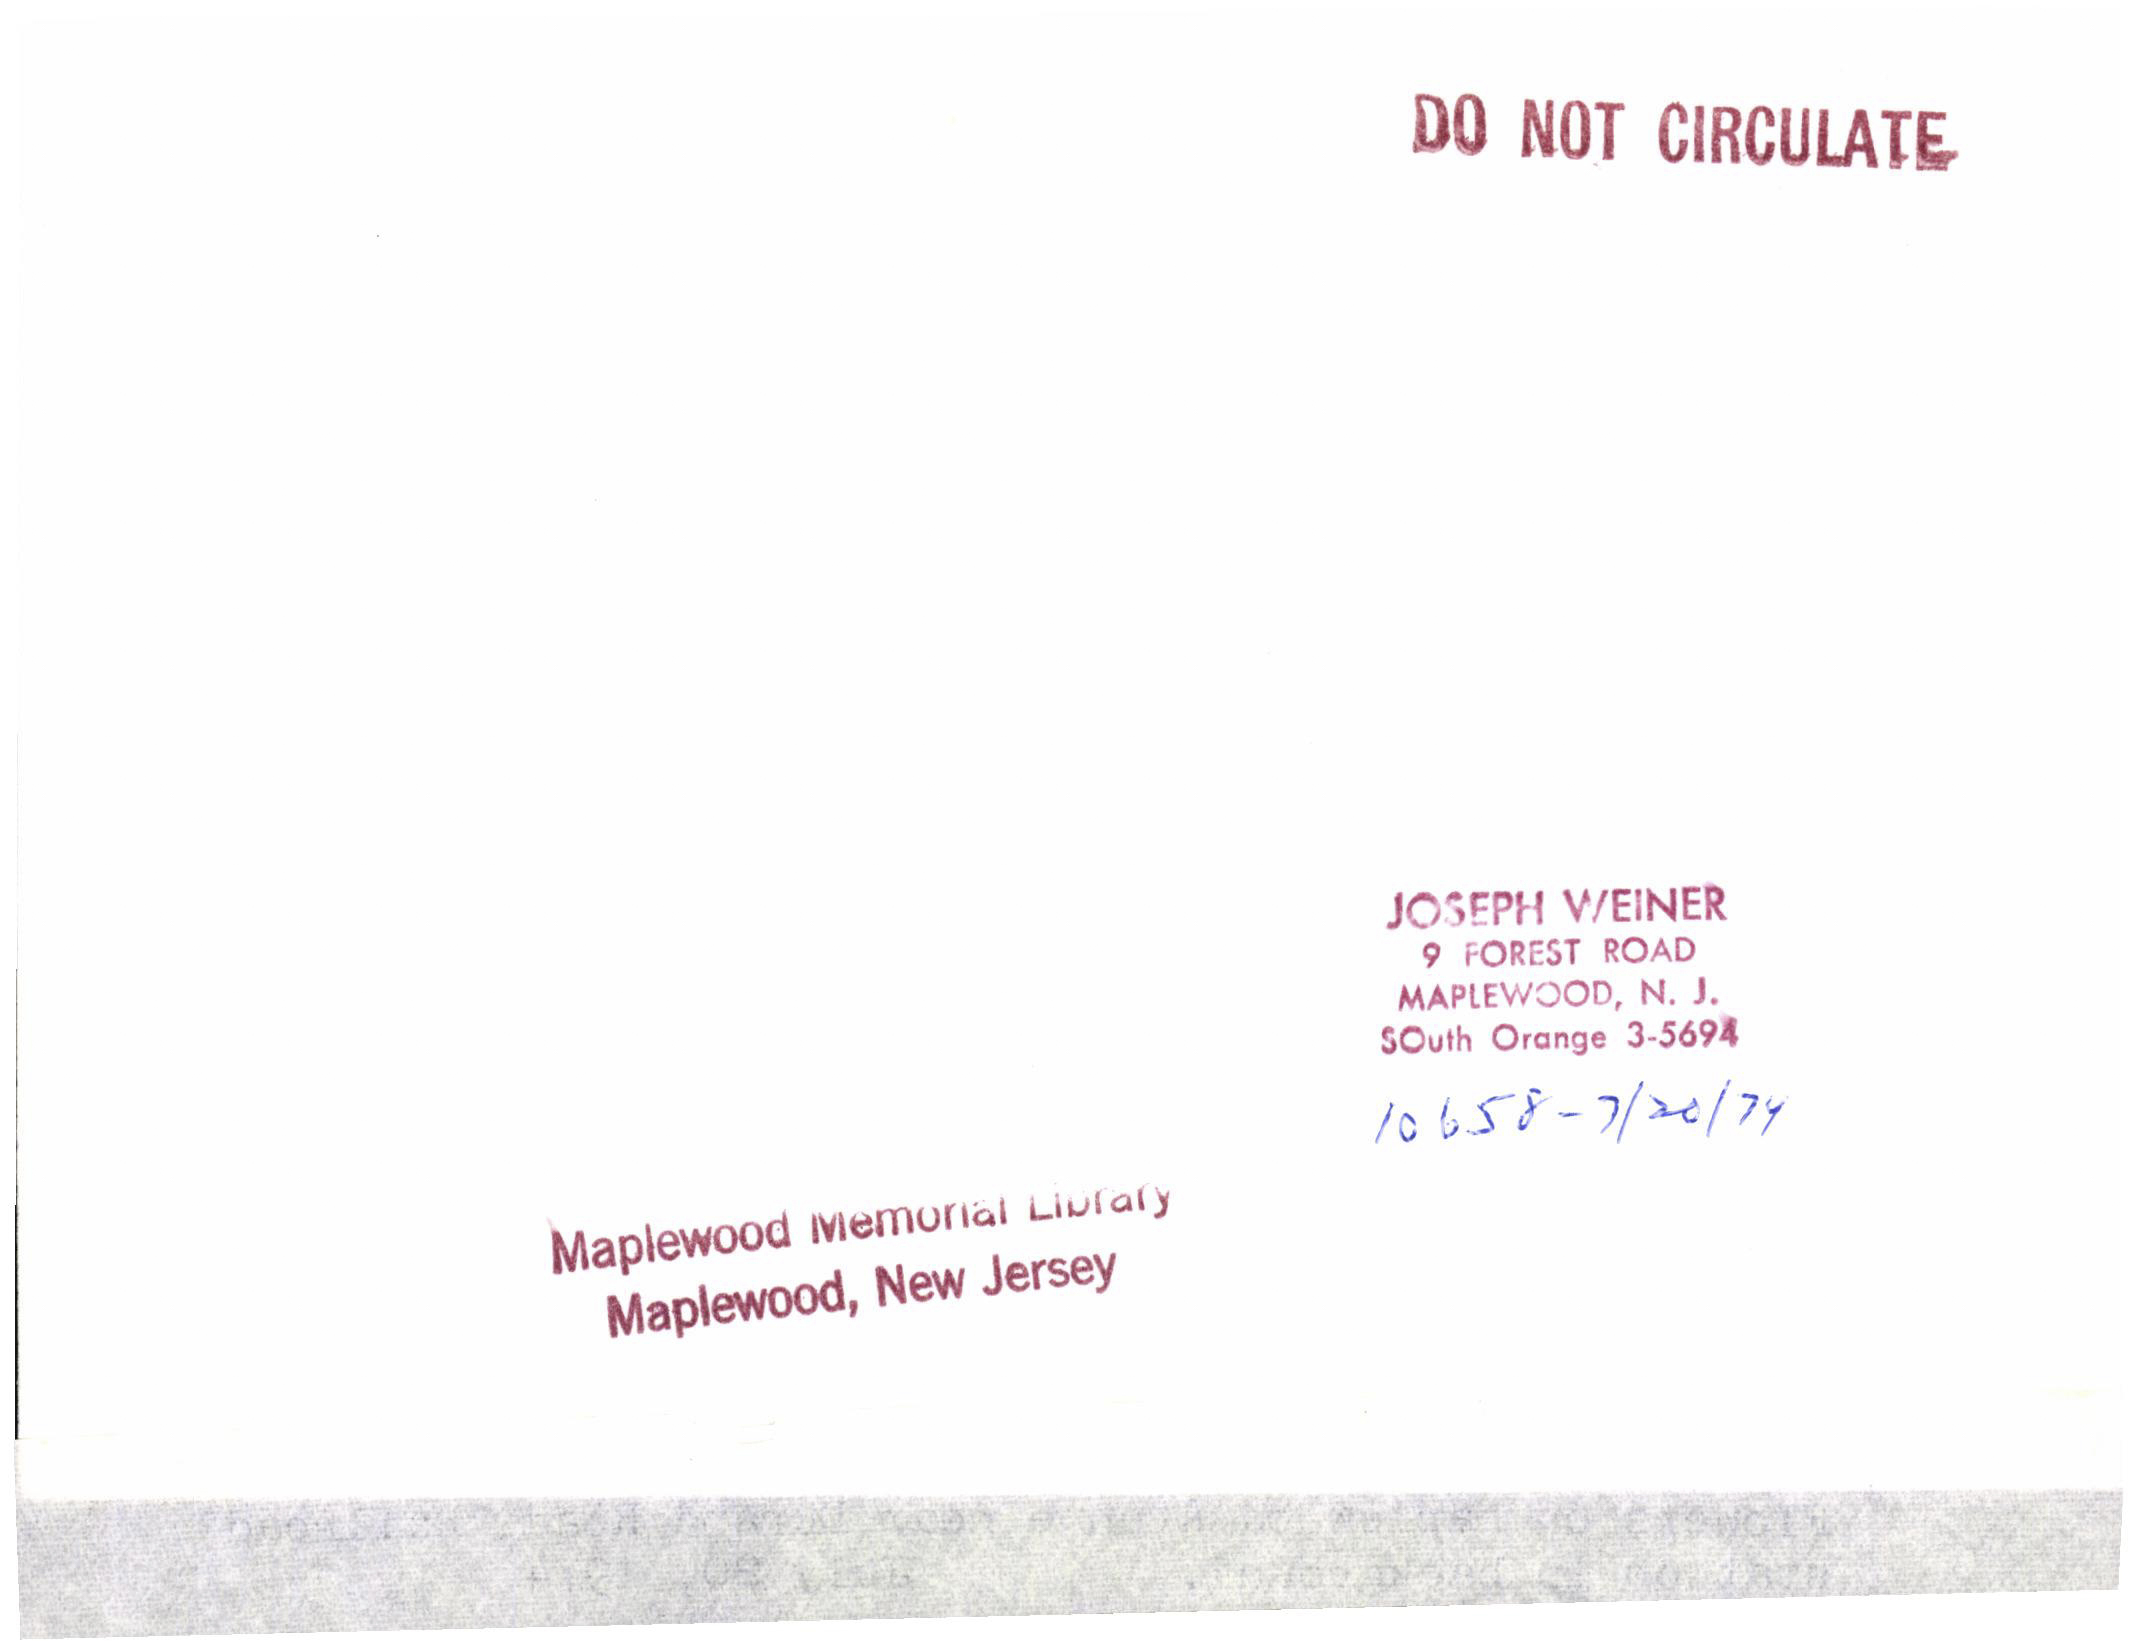 DO NOT CIRCULATE
JOSEPH WEINER
9 FOREST ROAD
MAPLEWOOD, N. J.
SOuth Orange 3-5694
10658-7/20/74
Maplewood Memorial Library
Maplewood, New Jersey